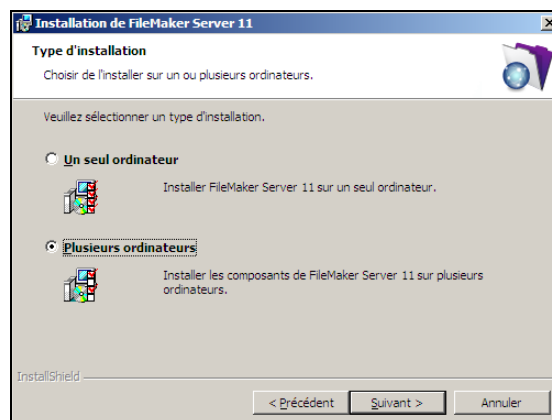 Installation de FileMaker Server 11
Type d'installation
Choisir de l'installer sur un ou plusieurs ordinateurs.
Veuillez sélectionner un type d'installation.
Un seul ordinateur
Installer FileMaker Server 11 sur un seul ordinateur.
Plusieurs ordinateurs
Installer les composants de FileMaker Server 11 sur plusieurs
ordinateurs.
InstallShield
< Précédent
Suivant >
Annuler